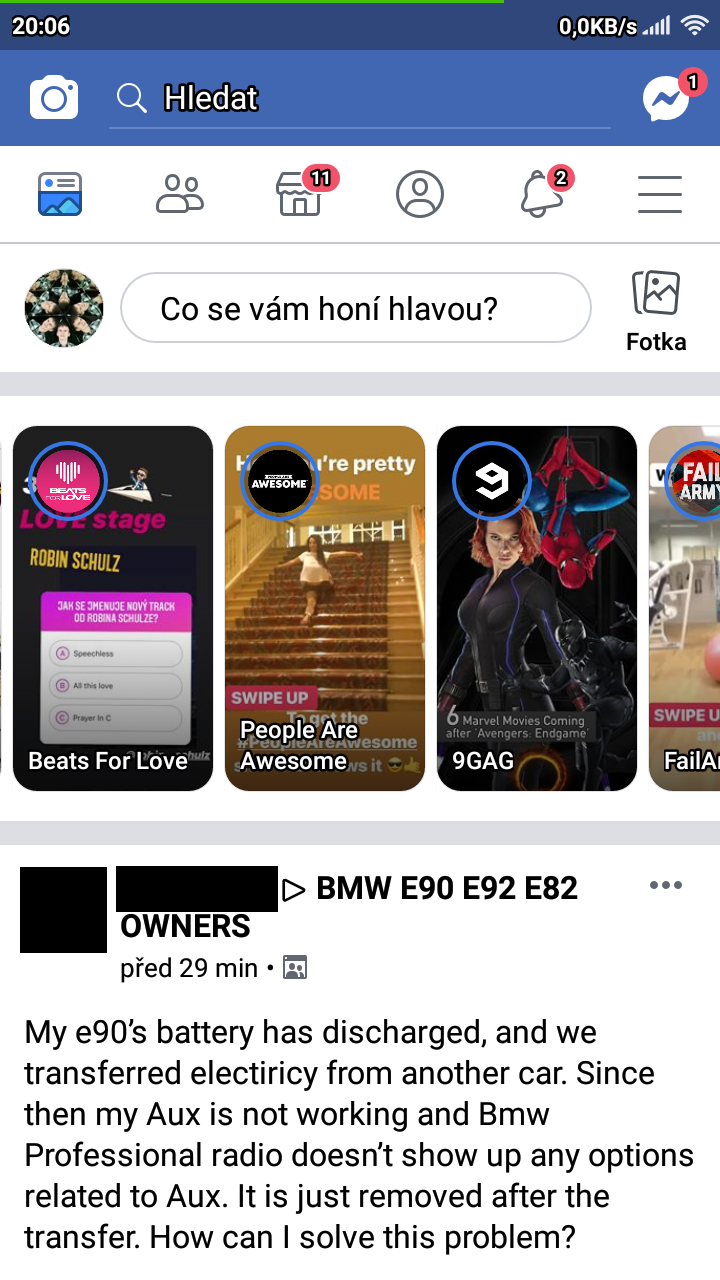 20:06
0,0KB/s
Hledat
1
11
2
Co se vám honí hlavou?
Fotka
BEATS
FOR LOVE
LOVE stage
ROBIN SCHULZ
JAK SE JMENUJE NOVÝ TRACK
OD ROBINA SCHULZE?
A Speechless
B All this love
C Prayer In C
Beats For Love
're pretty
SOME
PEOPLE ARE
AWESOME
SWIPE UP
To get the
#PeopleAreAwesome
s it
People Are
Awesome
6 Marvel Movies Coming
after 'Avengers: Endgame'
9GAG
FAIL
ARMY
SWIPE U
FailAr
BMW E90 E92 E82
OWNERS
před 29 min •
My e90’s battery has discharged, and we
transferred electiricy from another car. Since
then my Aux is not working and Bmw
Professional radio doesn’t show up any options
related to Aux. It is just removed after the
transfer. How can I solve this problem?